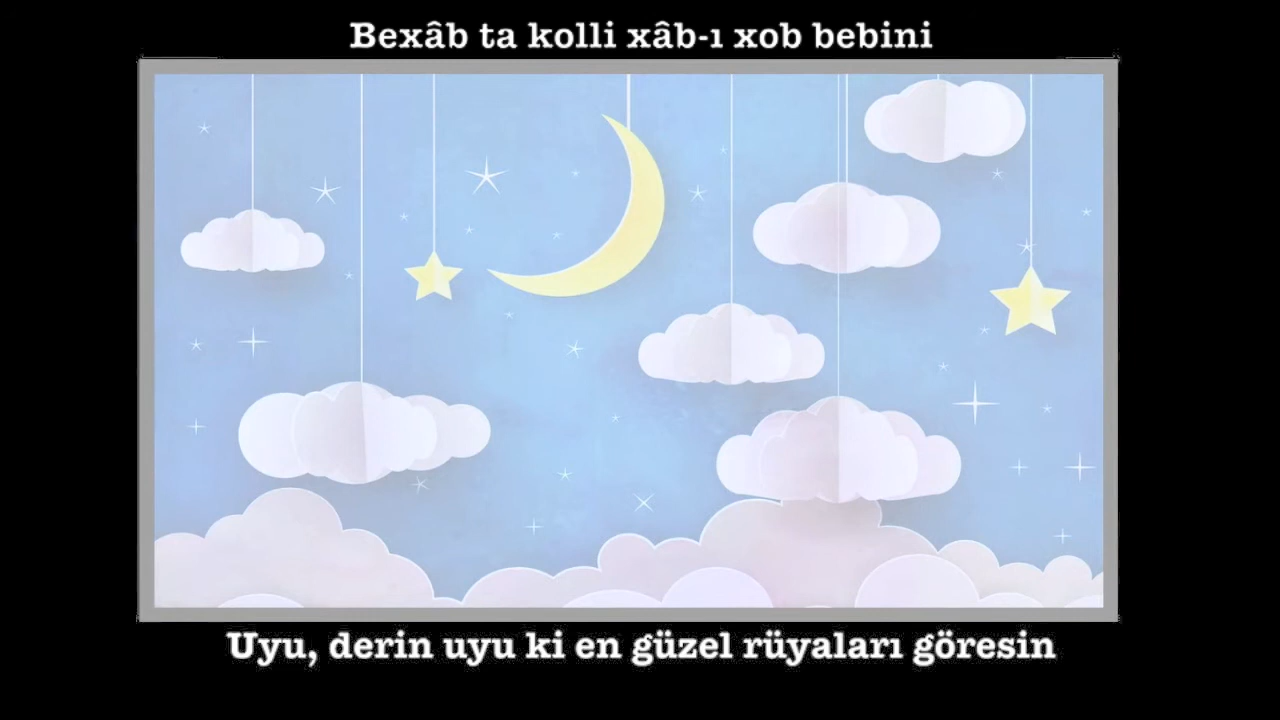 Bexâb ta kolli xâb-ı xob bebini
Uyu, derin uyu ki en güzel rüyaları göresin